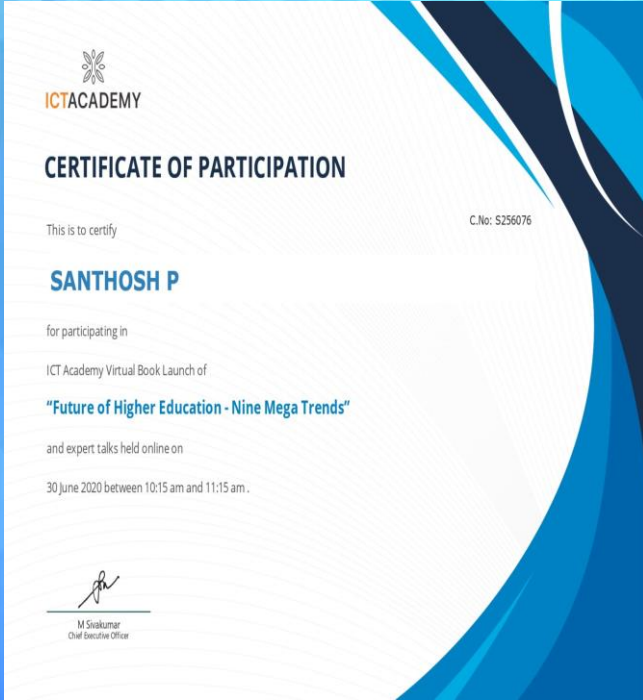 ICTACADEMY
CERTIFICATE OF PARTICIPATION
C.No: S256076
This is to certify
SANTHOSH P
for participating in
ICT Academy Virtual Book Launch of
“Future of Higher Education - Nine Mega Trends”
and expert talks held online on
30 June 2020 between 10:15 am and 11:15 am .
M Sivakumar
Chief Executive Officer